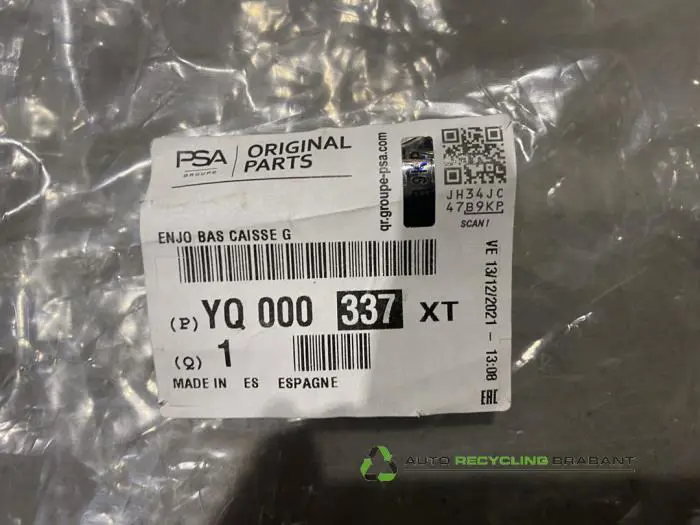 PSA
GROUPE
ORIGINAL
PARTS
qr.groupe-psa.com
JH34JC
47B9KP
SCAN!
ENJO BAS CAISSE G
(P) YQ 000 337 XT
(Q) 1
MADE IN ES ESPAGNE
VE 13/12/2021 - 13:08
EAC
AUTO RECYCLING BRABANT